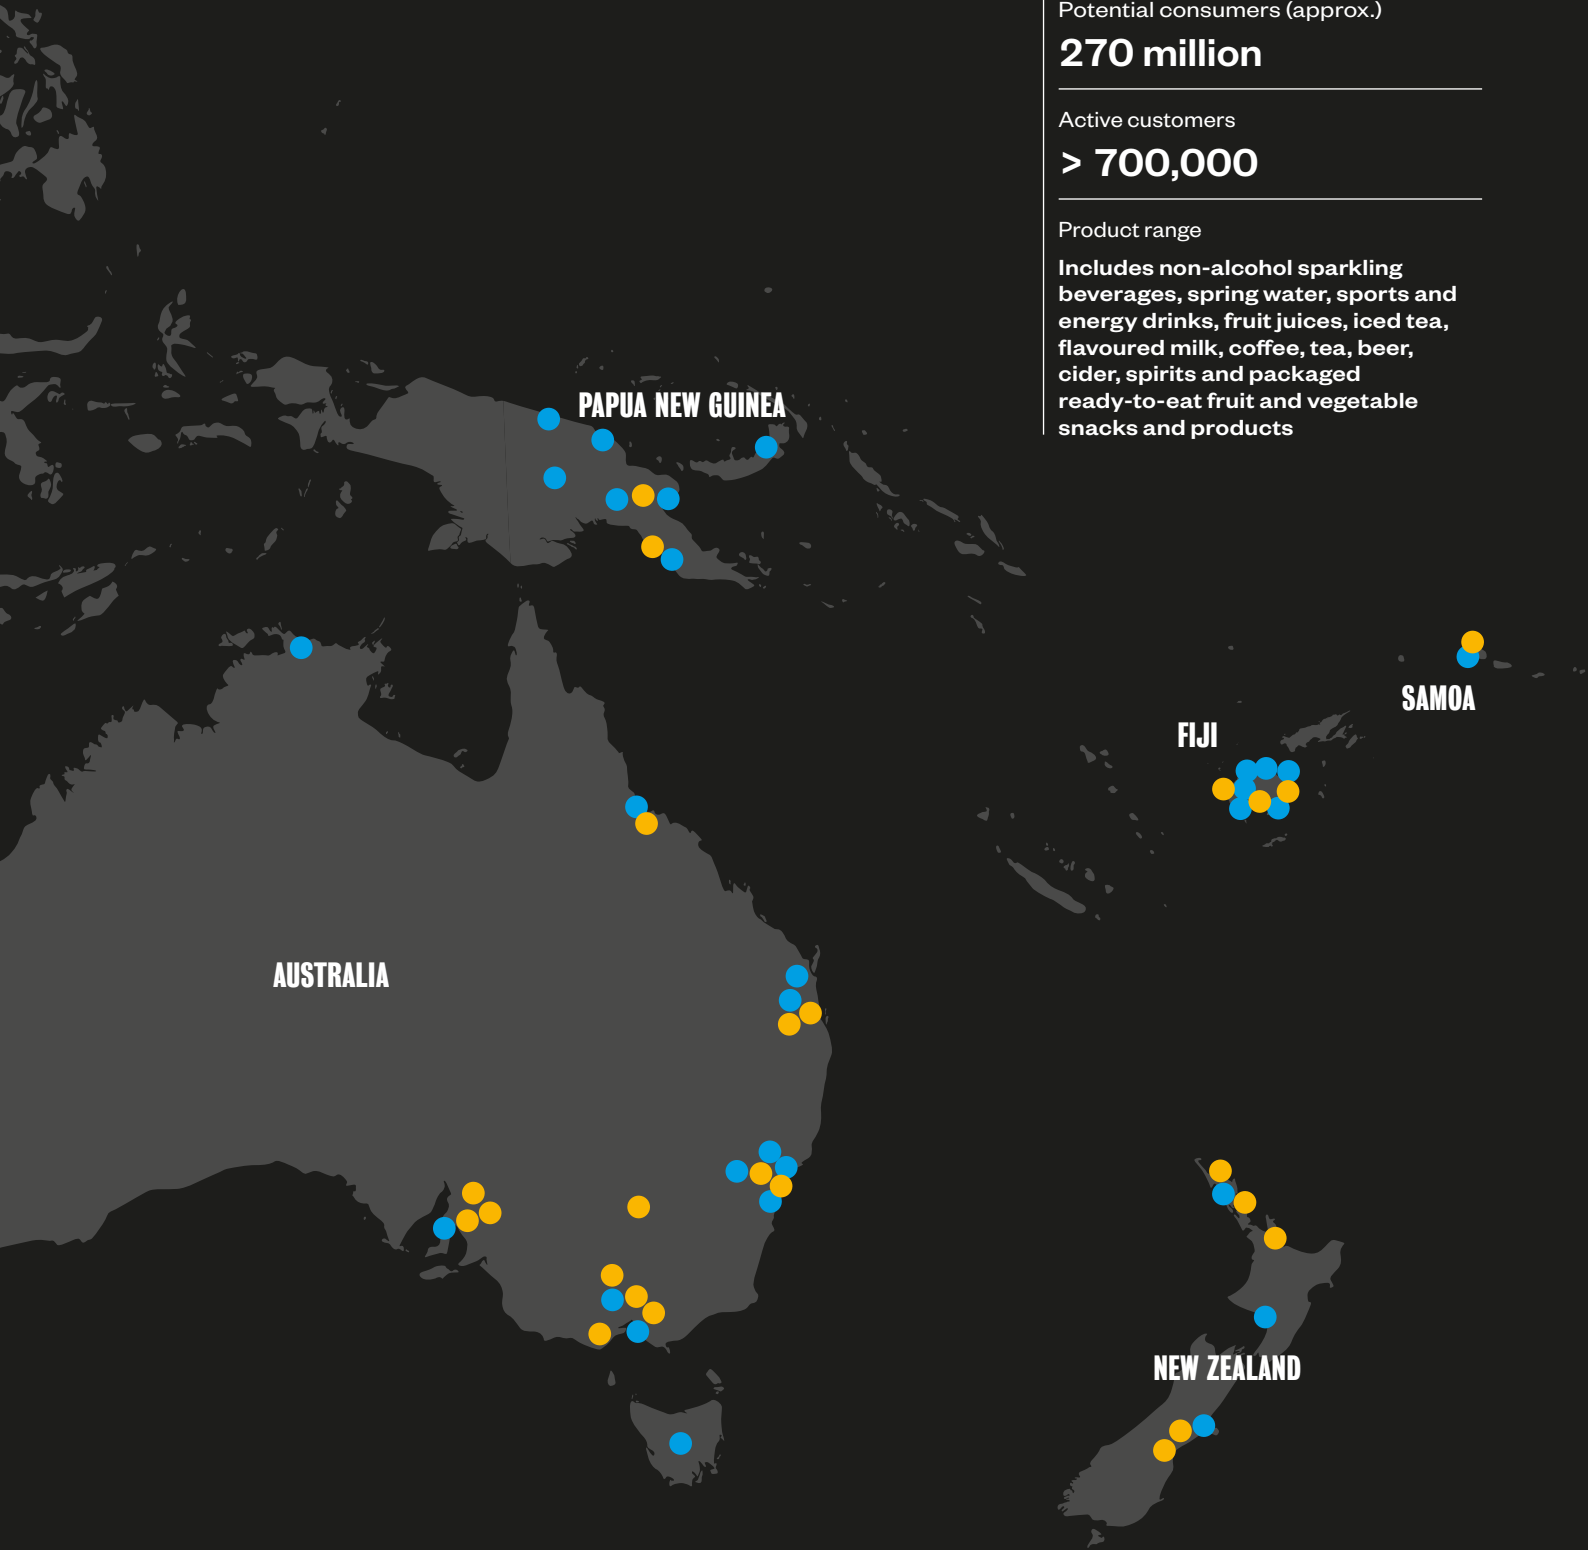 Potential consumers (approx.)
270 million
Active customers
> 700,000
Product range
Includes non-alcohol sparkling
beverages, spring water, sports and
energy drinks, fruit juices, iced tea,
flavoured milk, coffee, tea, beer,
cider, spirits and packaged
ready-to-eat fruit and vegetable
snacks and products
PAPUA NEW GUINEA
SAMOA
FIJI
AUSTRALIA
NEW ZEALAND